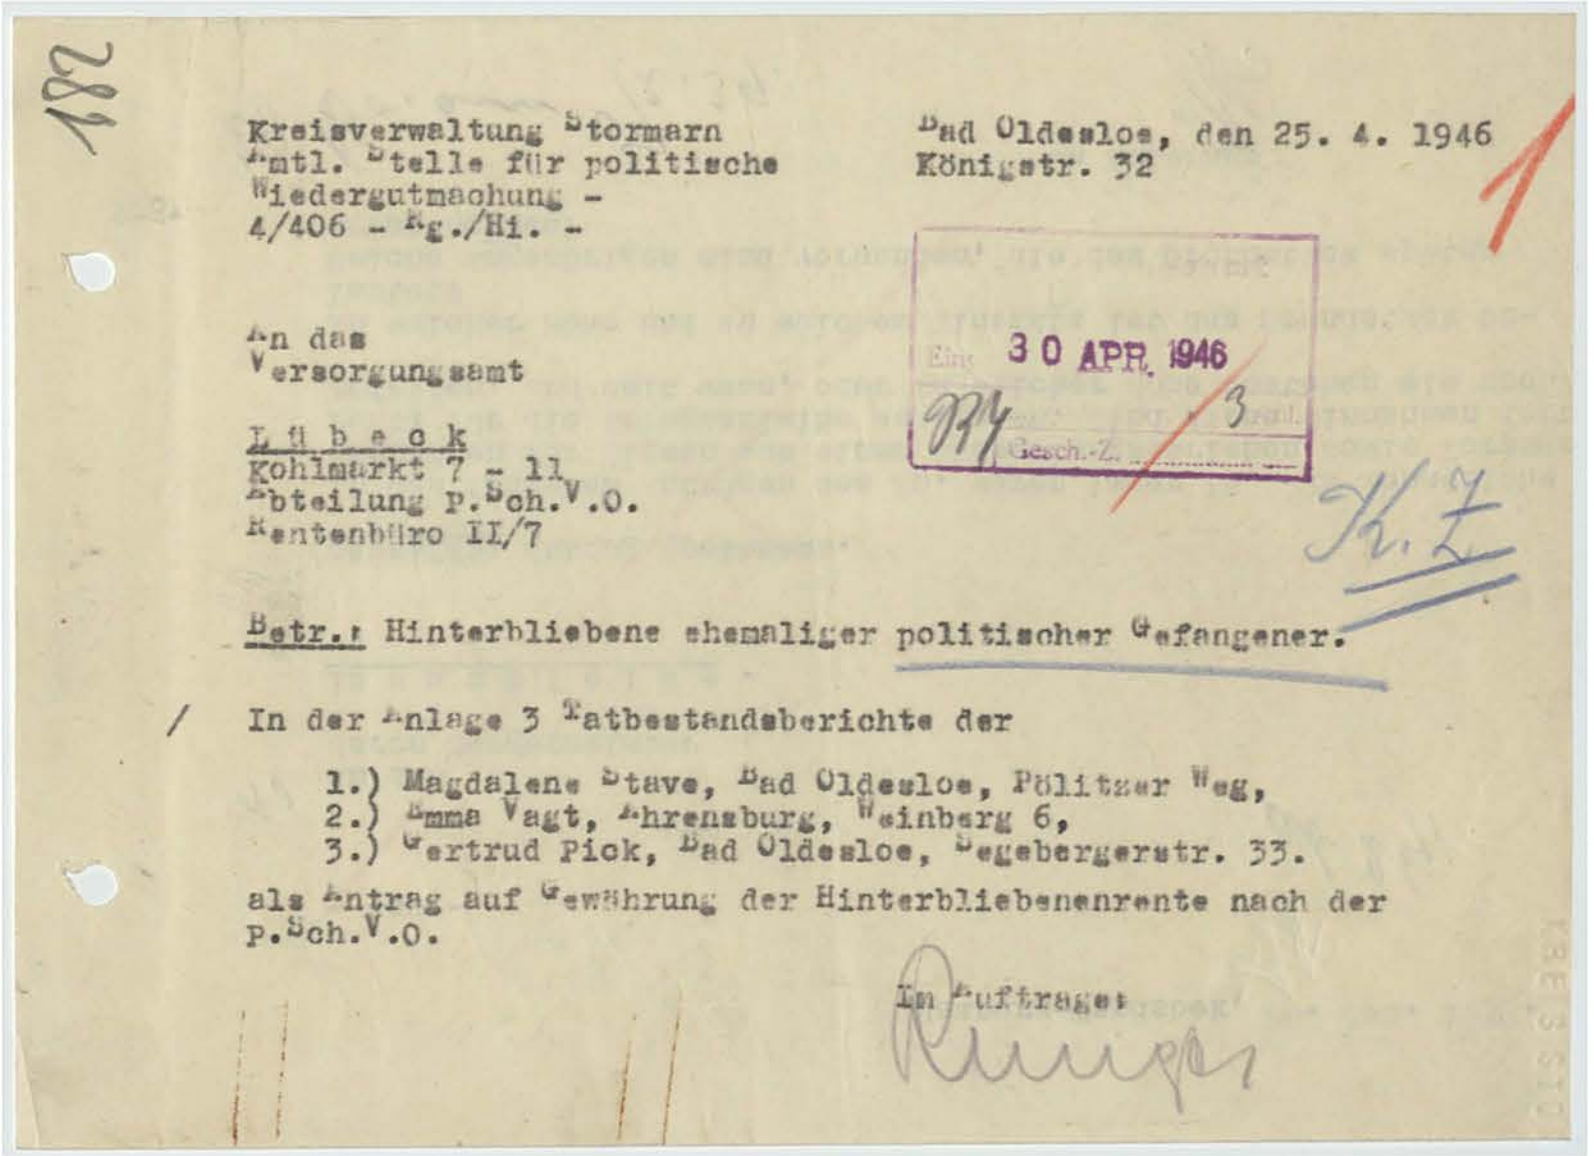 182
Kreisverwaltung Stormarn
Amtl. Stelle für politische
Wiedergutmachung -
4/406 - Rg./Hi. -
Bad Oldesloe, den 25. 4. 1946
Königstr. 32
1
An das
Versorgungsamt
Lübeck
Kohlmarkt 7 - 11
Abteilung P.Sch.V.O.
Rentenbüro II/7
Eing
30 APR. 1946
3
Gesch.-Z.
K.Z.
Betr.: Hinterbliebene ehemaliger politischer Gefangener.
/ In der Anlage 3 Tatbestandsberichte der
1.) Magdalene Stave, Bad Oldesloe, Pölitzer Weg,
2.) Emma Vagt, Ahrensburg, Weinberg 6,
3.) Gertrud Pick, Bad Oldesloe, Segebergerstr. 33.
als Antrag auf Gewährung der Hinterbliebenenrente nach der
P.Sch.V.O.
Im Auftrage: